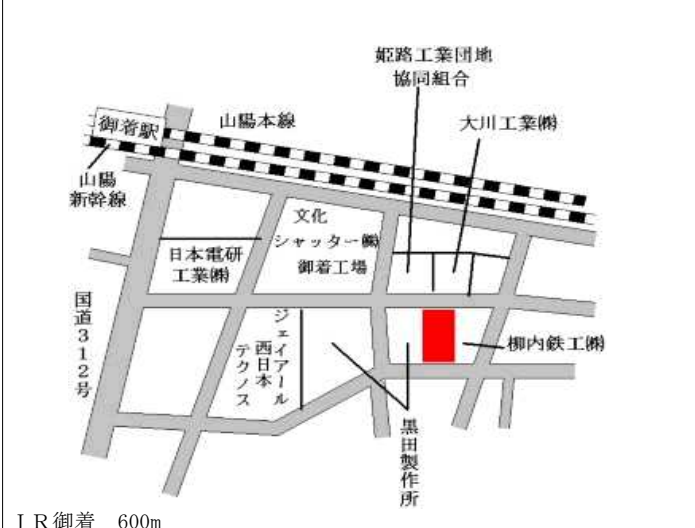 姫路工業団地
協同組合
大川工業㈱
山陽本線
御着駅
山陽
新幹線
文化
シャッター㈱
御着工場
日本電研
工業㈱
国道312号
ジェイアール
西日本
テクノス
柳内鉄工㈱
黒田製作所
ＪＲ御着　600m